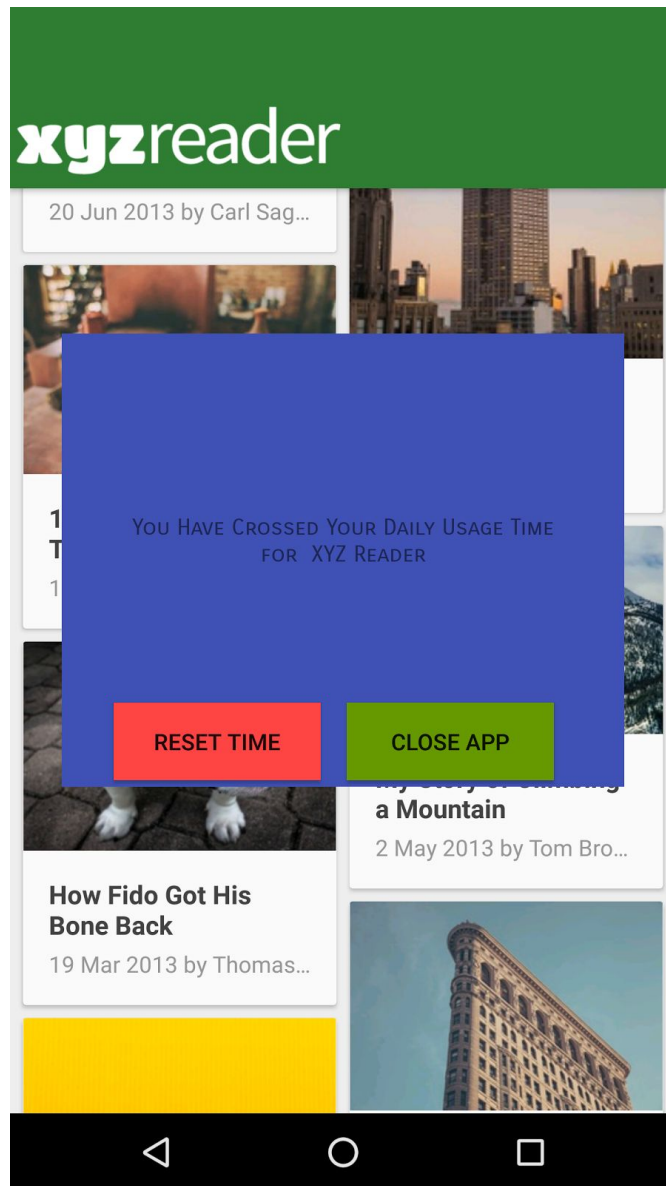 xyzreader
20 Jun 2013 by Carl Sag...
You Have Crossed Your Daily Usage Time
for XYZ Reader
1
T
1
RESET TIME
CLOSE APP
a Mountain
2 May 2013 by Tom Bro...
How Fido Got His
Bone Back
19 Mar 2013 by Thomas...